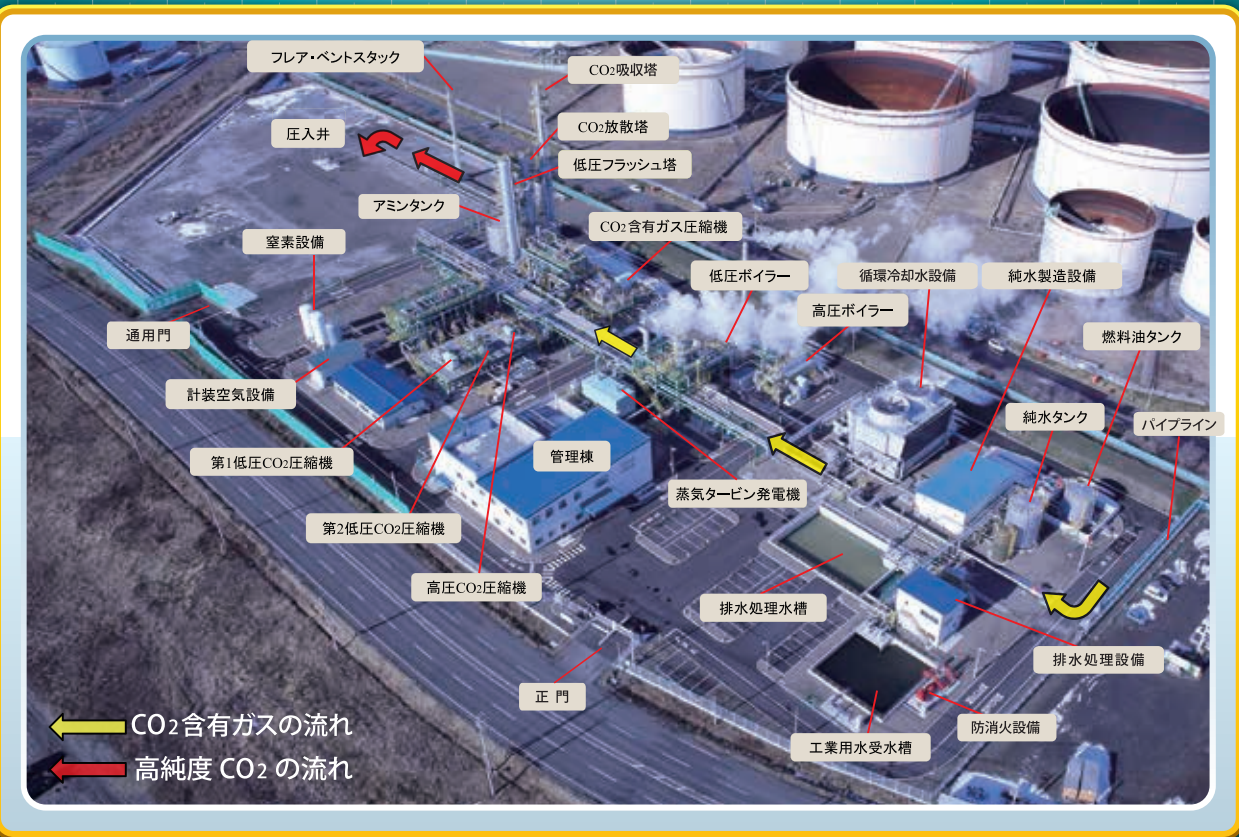 フレア・ベントスタック
CO2吸収塔
圧入井
CO2放散塔
低圧フラッシュ塔
アミンタンク
CO2含有ガス圧縮機
窒素設備
低圧ボイラー
循環冷却水設備
純水製造設備
高圧ボイラー
通用門
燃料油タンク
計装空気設備
純水タンク
パイプライン
第1低圧CO2圧縮機
管理棟
蒸気タービン発電機
第2低圧CO2圧縮機
高圧CO2圧縮機
排水処理水槽
排水処理設備
正門
防消火設備
工業用水受水槽
CO2含有ガスの流れ
高純度 CO2 の流れ